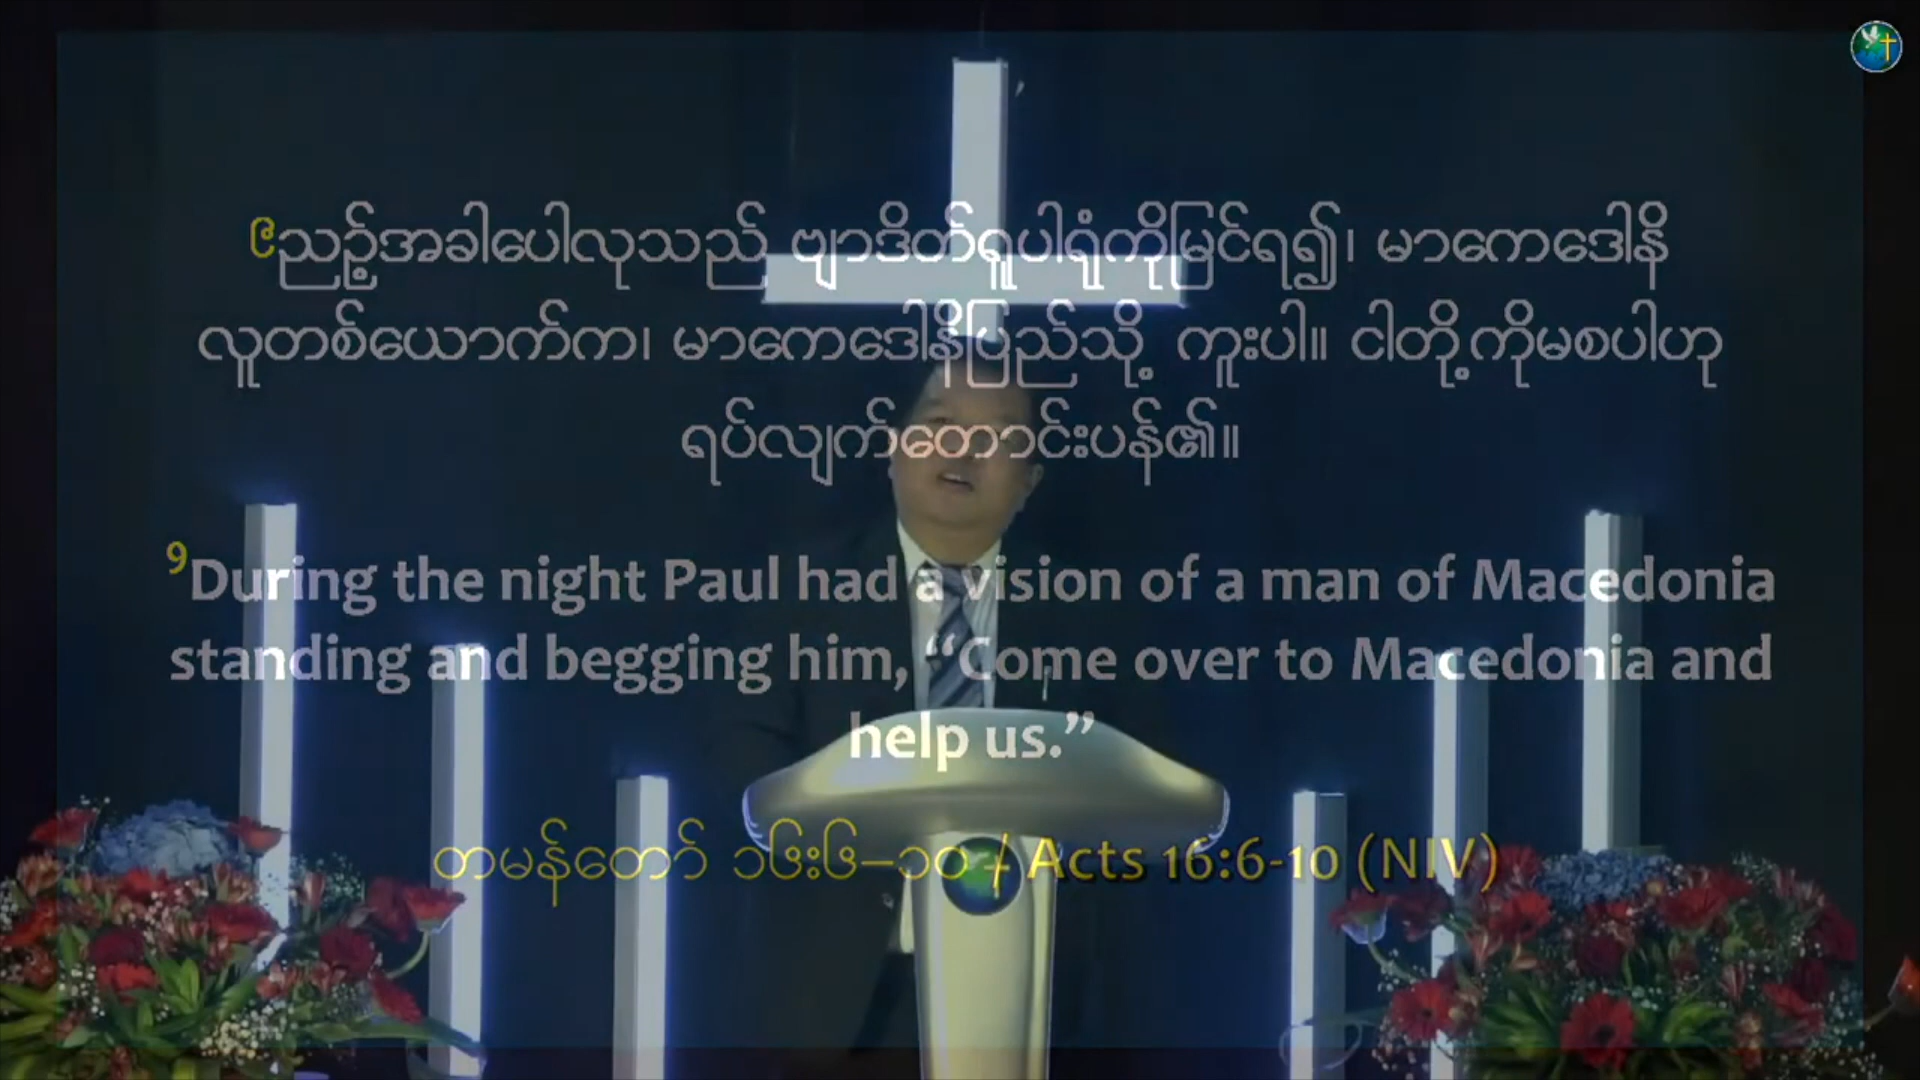 ၉ညဉ့်အခါပေါလုသည် ဗျာဒိတ်ရူပါရုံကိုမြင်ရ၍၊ မာကေဒေါနိ
လူတစ်ယောက်က၊ မာကေဒေါနိပြည်သို့ ကူးပါ။ ငါတို့ကိုမစပါဟု
ရပ်လျက်တောင်းပန်၏။
9During the night Paul had a vision of a man of Macedonia
standing and begging him, “Come over to Macedonia and
help us.”
တမန်တော် ၁၆း၆–၁၀ / Acts 16:6-10 (NIV)